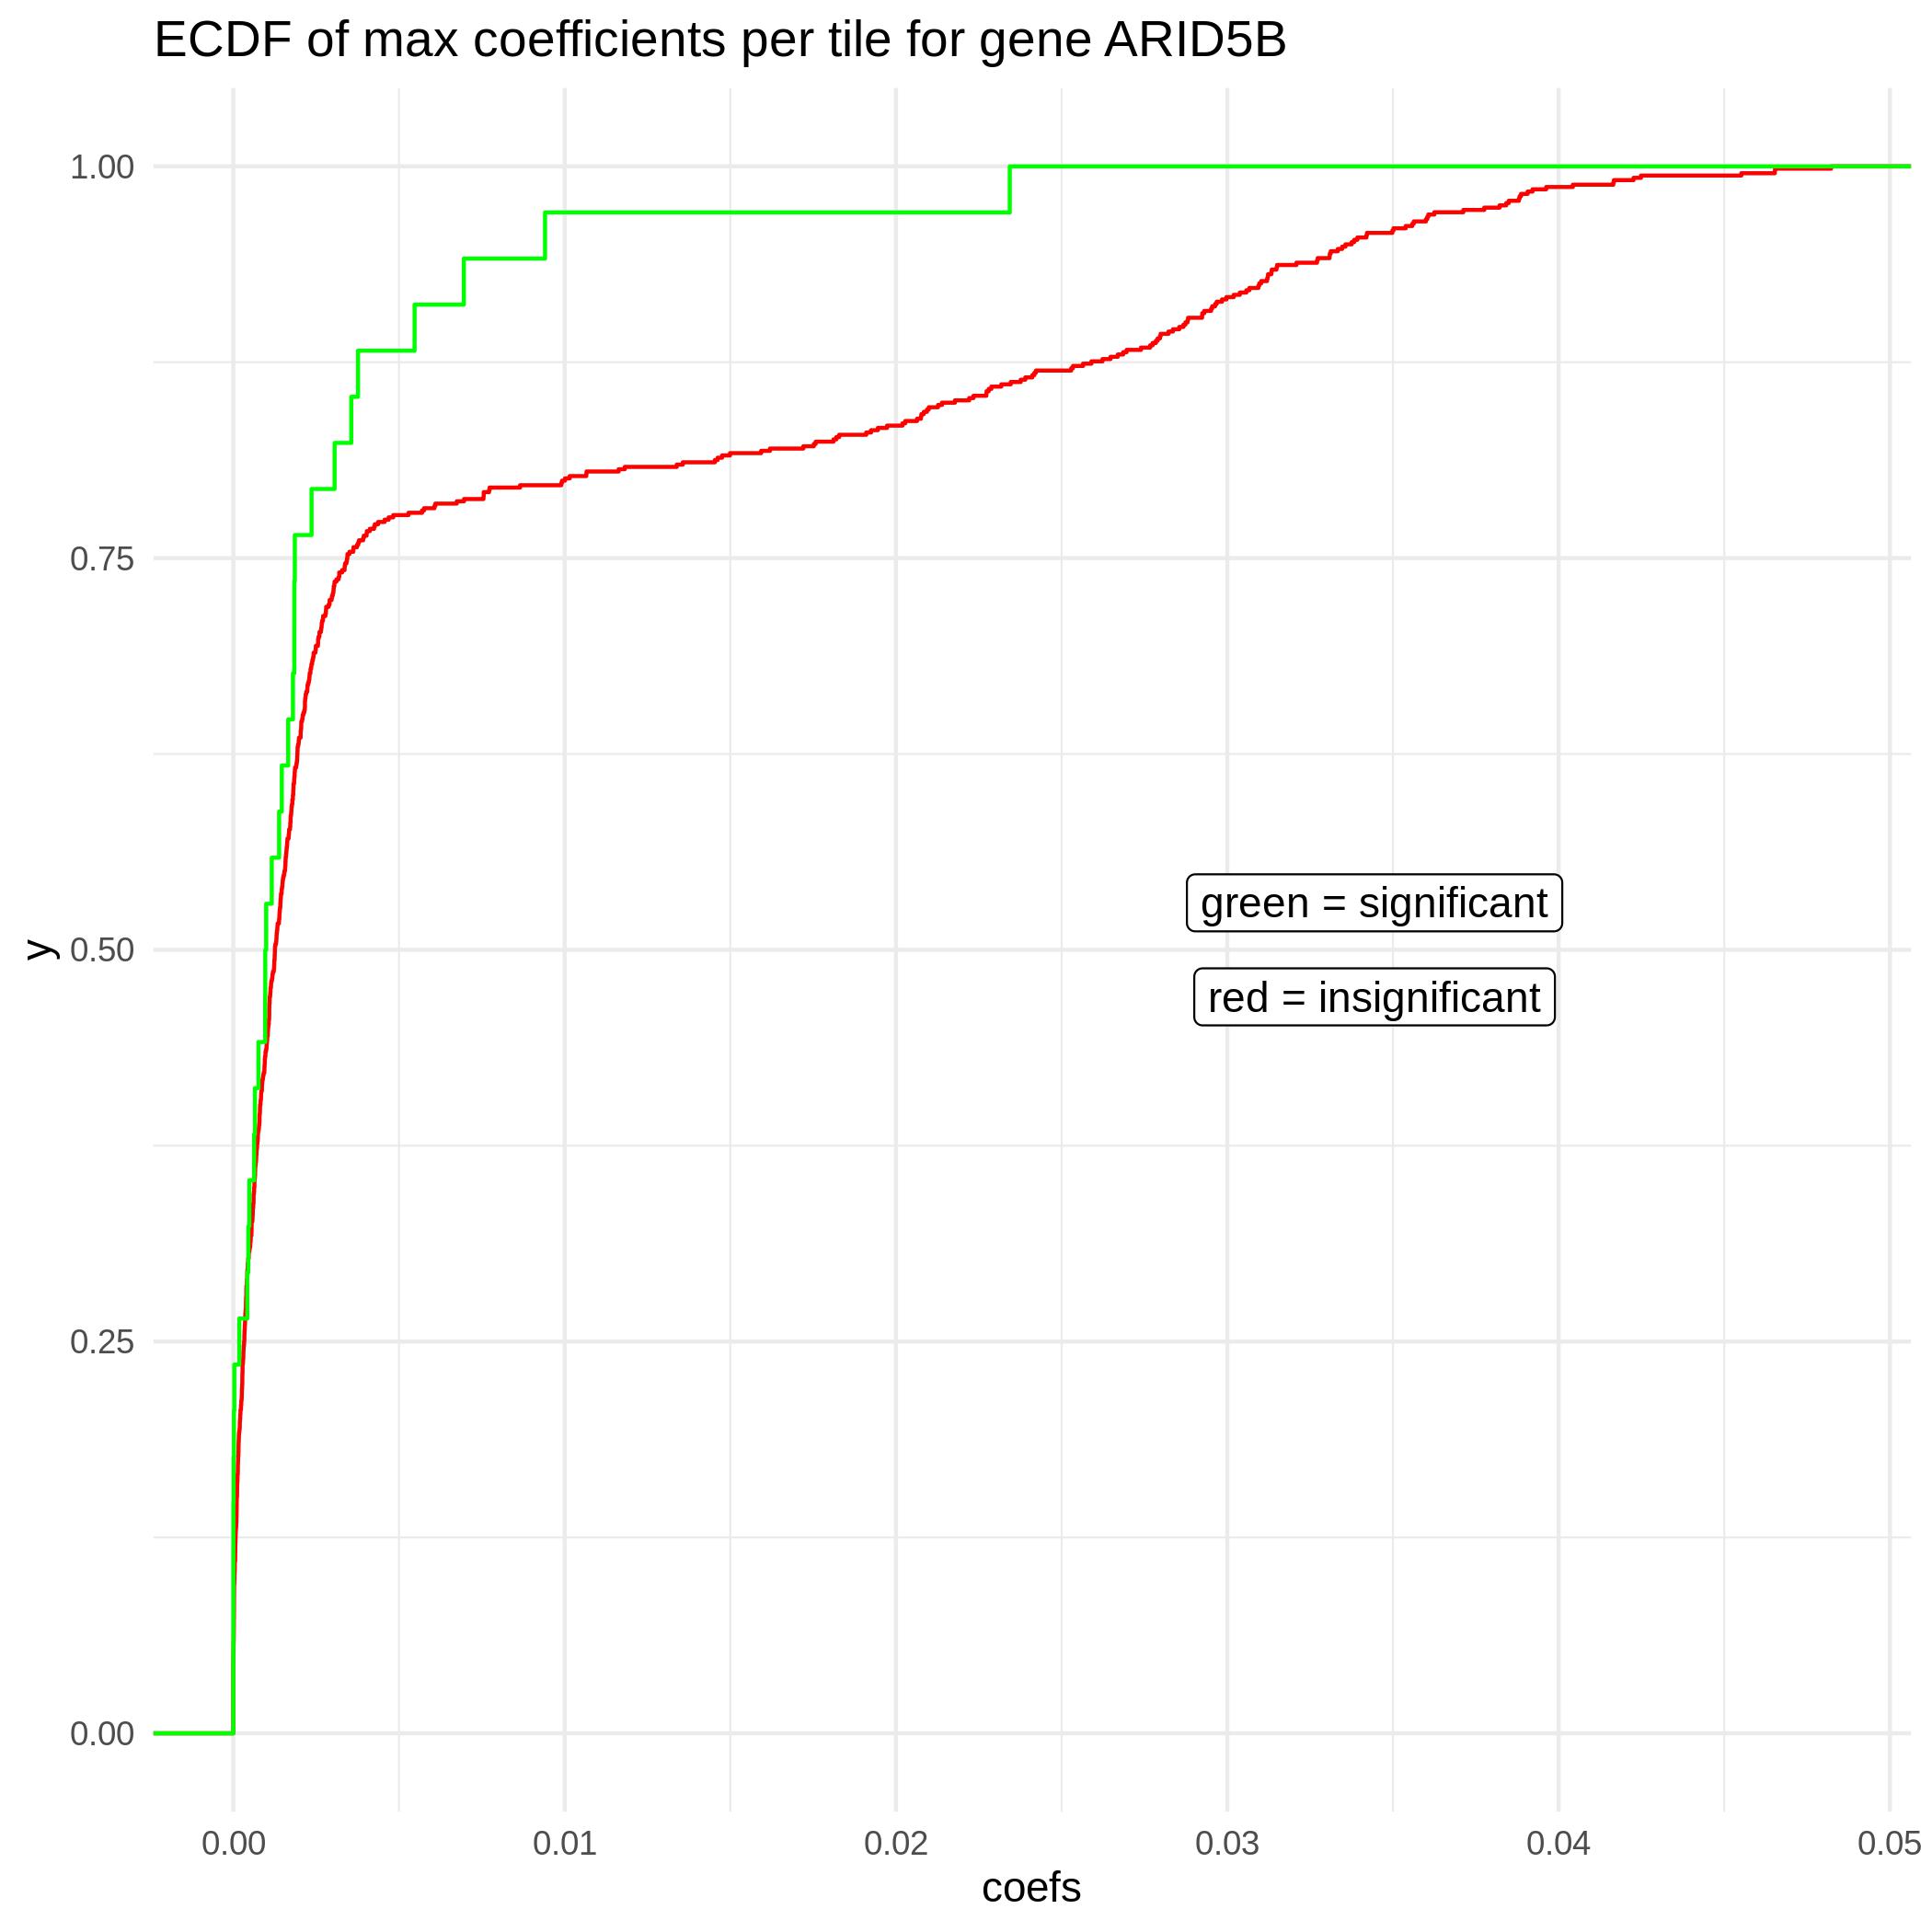 ECDF of max coefficients per tile for gene ARID5B
1.00
0.75
green = significant
y
0.50
red = insignificant
0.25
0.00
0.00 0.01 0.02 0.03 0.04 0.05
coefs